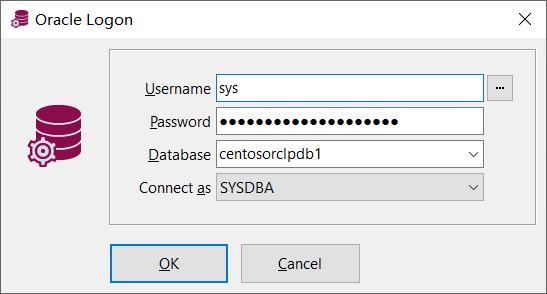 Oracle Logon
Username sys ...
Password ●●●●●●●●●●●●●●●●●●●●
Database centosorclpdb1
Connect as SYSDBA
OK Cancel